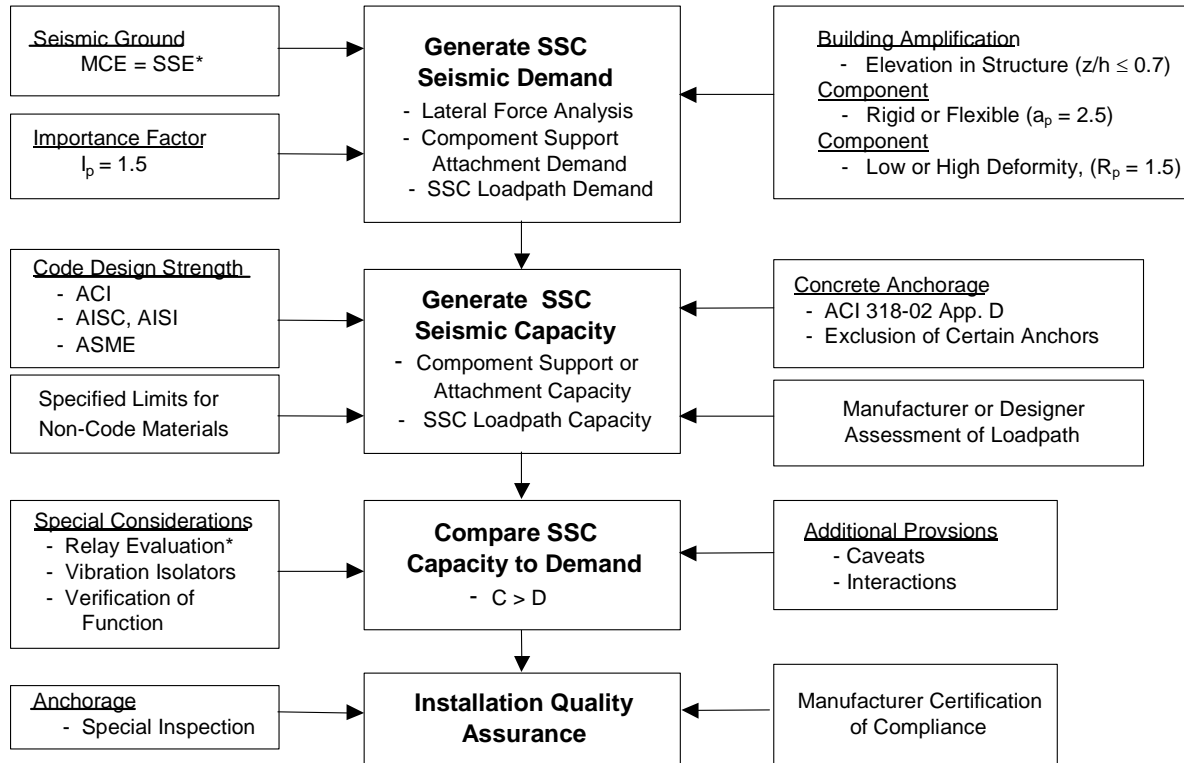 Seismic Ground
MCE = SSE*
Importance Factor
Ip = 1.5
Generate SSC
Seismic Demand
- Lateral Force Analysis
- Compoment Support
Attachment Demand
- SSC Loadpath Demand
Building Amplification
- Elevation in Structure (z/h ≤ 0.7)
Component
- Rigid or Flexible (ap = 2.5)
Component
- Low or High Deformity, (Rp = 1.5)
Code Design Strength
- ACI
- AISC, AISI
- ASME
Specified Limits for
Non-Code Materials
Generate SSC
Seismic Capacity
- Compoment Support or
Attachment Capacity
- SSC Loadpath Capacity
Concrete Anchorage
- ACI 318-02 App. D
- Exclusion of Certain Anchors
Manufacturer or Designer
Assessment of Loadpath
Special Considerations
- Relay Evaluation*
- Vibration Isolators
- Verification of
Function
Compare SSC
Capacity to Demand
- C > D
Additional Provsions
- Caveats
- Interactions
Anchorage
- Special Inspection
Installation Quality
Assurance
Manufacturer Certification
of Compliance